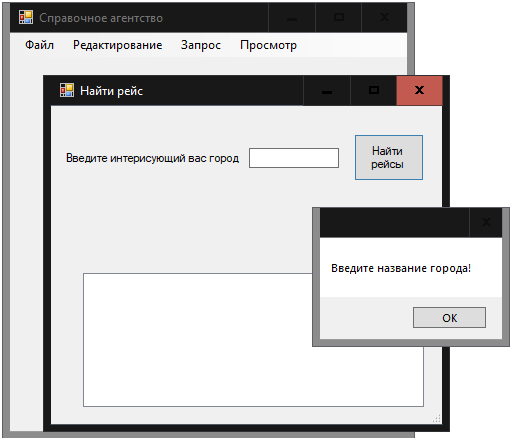 Справочное агентство
Файл Редактирование Запрос Просмотр
Найти рейс
Введите интерисующий вас город
Найти
рейсы
Введите название города!
OK